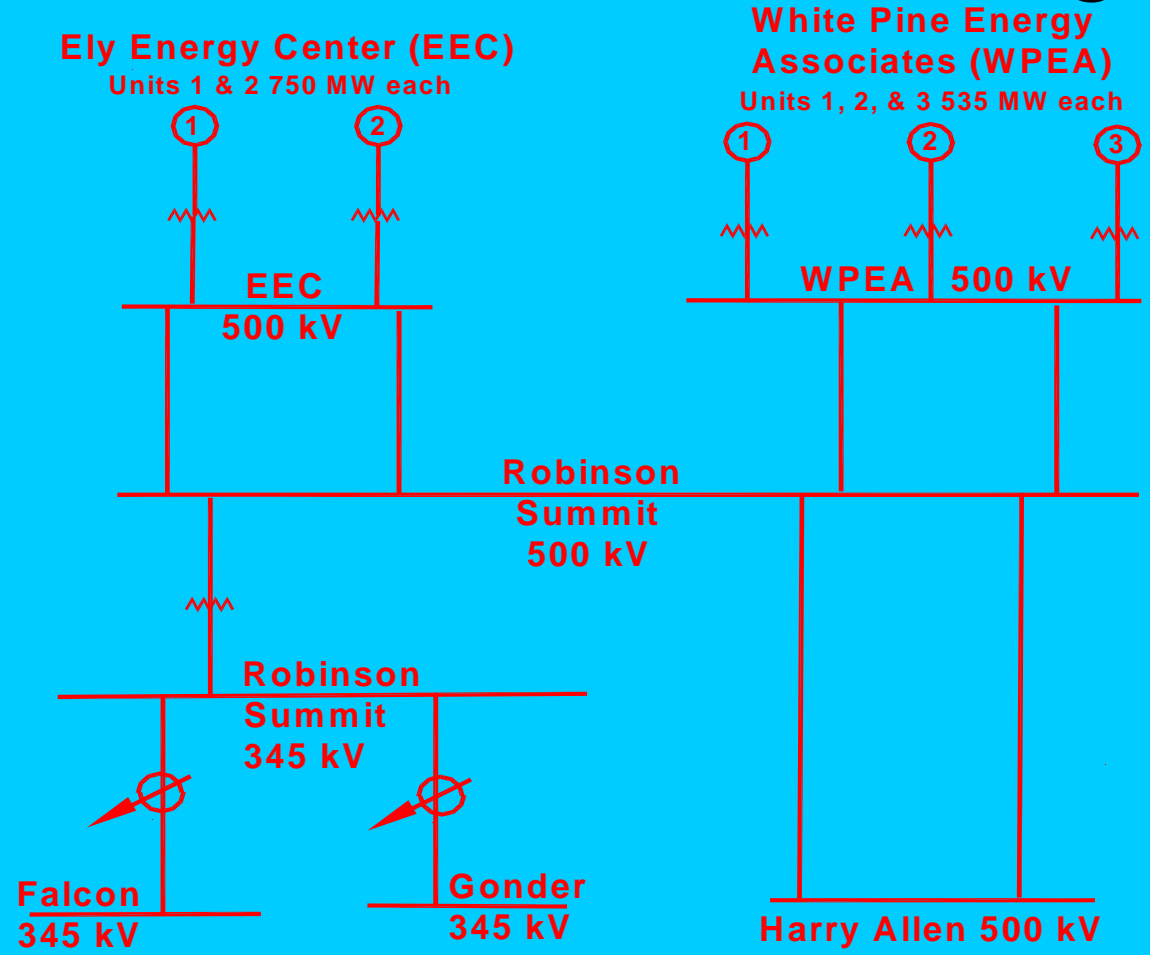 Ely Energy Center (EEC)
Units 1 & 2 750 MW each
1
2
White Pine Energy
Associates (WPEA)
Units 1, 2, & 3 535 MW each
1
2
3
EEC
500 kV
WPEA 500 kV
Robinson
Summit
500 kV
Robinson
Summit
345 kV
Falcon
345 kV
Gonder
345 kV
Harry Allen 500 kV